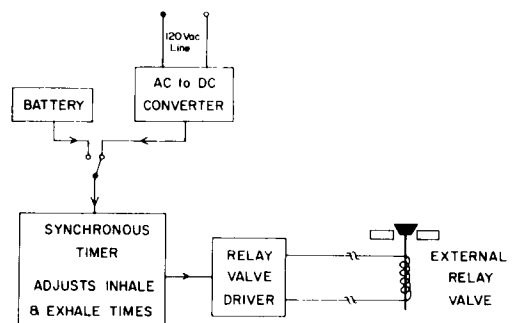 120 Vac
Line
AC to DC
CONVERTER
BATTERY
SYNCHRONOUS
TIMER
ADJUSTS INHALE
& EXHALE TIMES
RELAY
VALVE
DRIVER
EXTERNAL
RELAY
VALVE